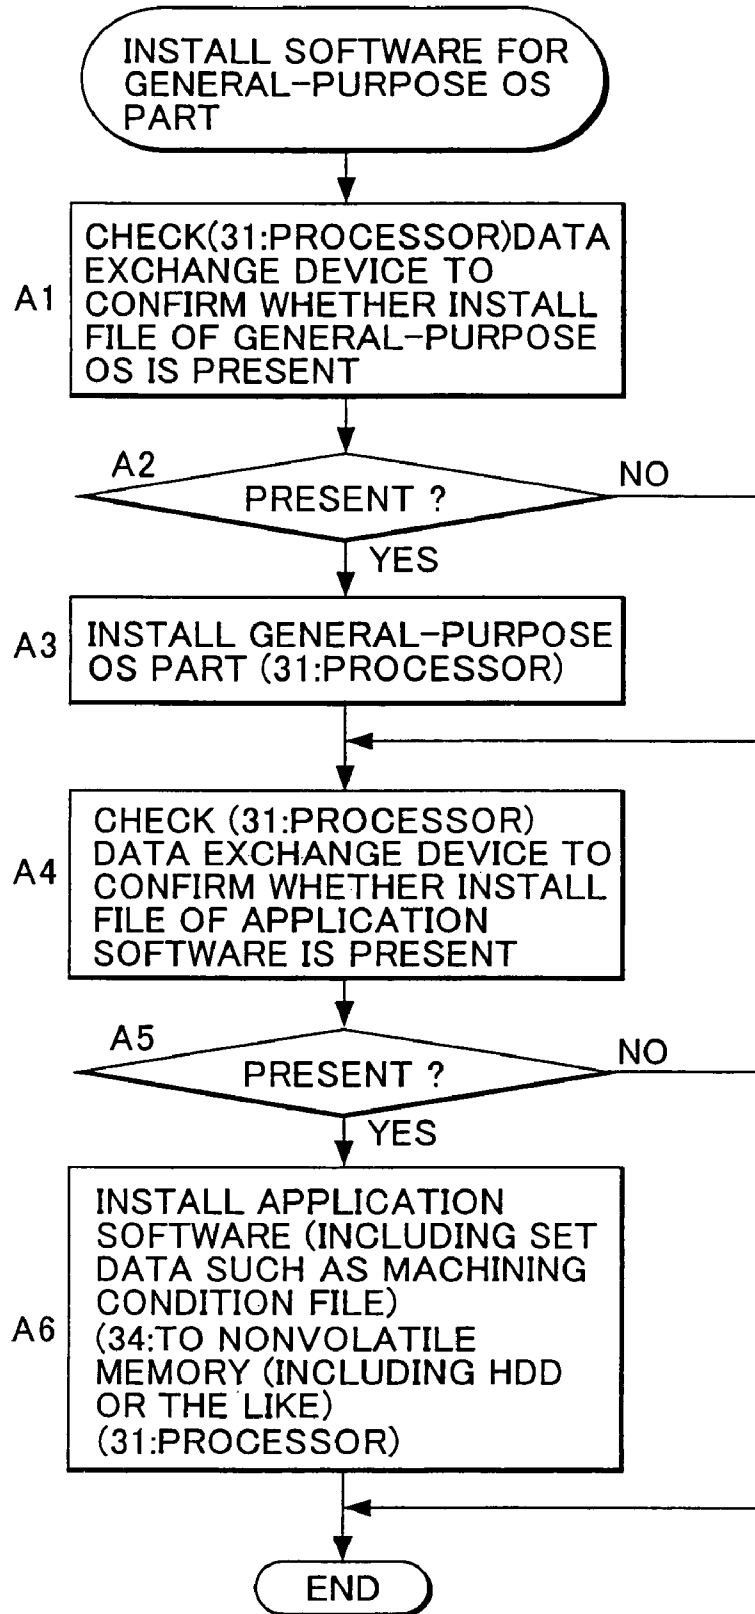 INSTALL SOFTWARE FOR
GENERAL-PURPOSE OS
PART
A1
CHECK(31:PROCESSOR)DATA
EXCHANGE DEVICE TO
CONFIRM WHETHER INSTALL
FILE OF GENERAL-PURPOSE
OS IS PRESENT
A2
PRESENT ?
NO
YES
A3
INSTALL GENERAL-PURPOSE
OS PART (31:PROCESSOR)
A4
CHECK (31:PROCESSOR)
DATA EXCHANGE DEVICE TO
CONFIRM WHETHER INSTALL
FILE OF APPLICATION
SOFTWARE IS PRESENT
A5
PRESENT ?
NO
YES
A6
INSTALL APPLICATION
SOFTWARE (INCLUDING SET
DATA SUCH AS MACHINING
CONDITION FILE)
(34:TO NONVOLATILE
MEMORY (INCLUDING HDD
OR THE LIKE)
(31:PROCESSOR)
END